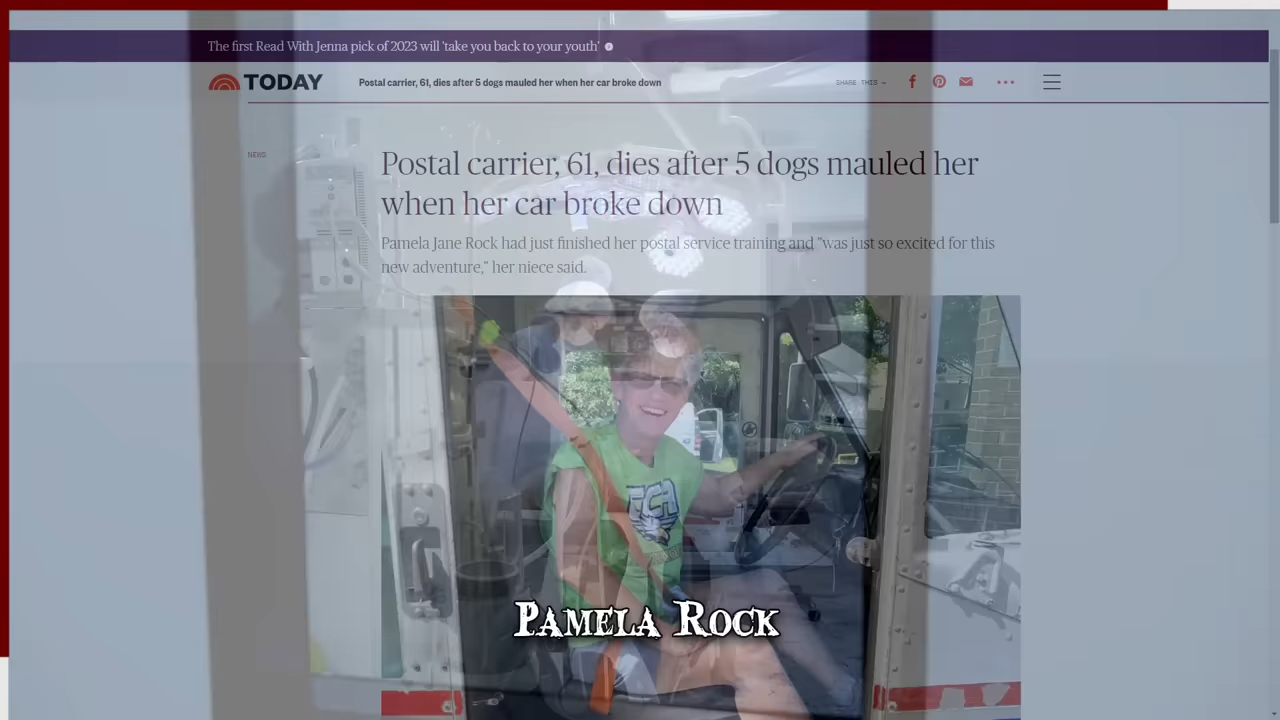 The first Read With Jenna pick of 2023 will 'take you back to your youth'
TODAY
Postal carrier, 61, dies after 5 dogs mauled her when her car broke down
SHARE THIS —
NEWS
Postal carrier, 61, dies after 5 dogs mauled her
when her car broke down
Pamela Jane Rock had just finished her postal service training and "was just so excited for this
new adventure," her niece said.
FCA
PAMELA ROCK